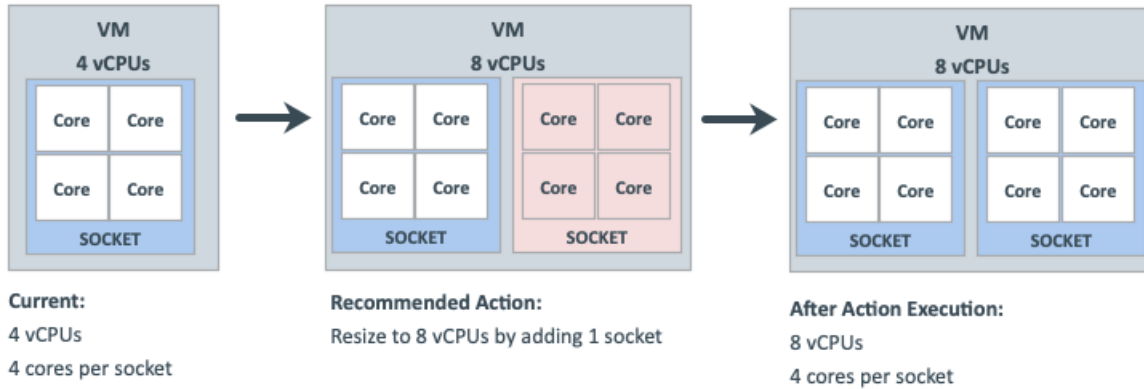 VM
4 vCPUs
Core Core
Core Core
SOCKET
Current:
4 vCPUs
4 cores per socket
VM
8 vCPUs
Core Core Core Core
Core Core Core Core
SOCKET SOCKET
Recommended Action:
Resize to 8 vCPUs by adding 1 socket
VM
8 vCPUs
Core Core Core Core
Core Core Core Core
SOCKET SOCKET
After Action Execution:
8 vCPUs
4 cores per socket